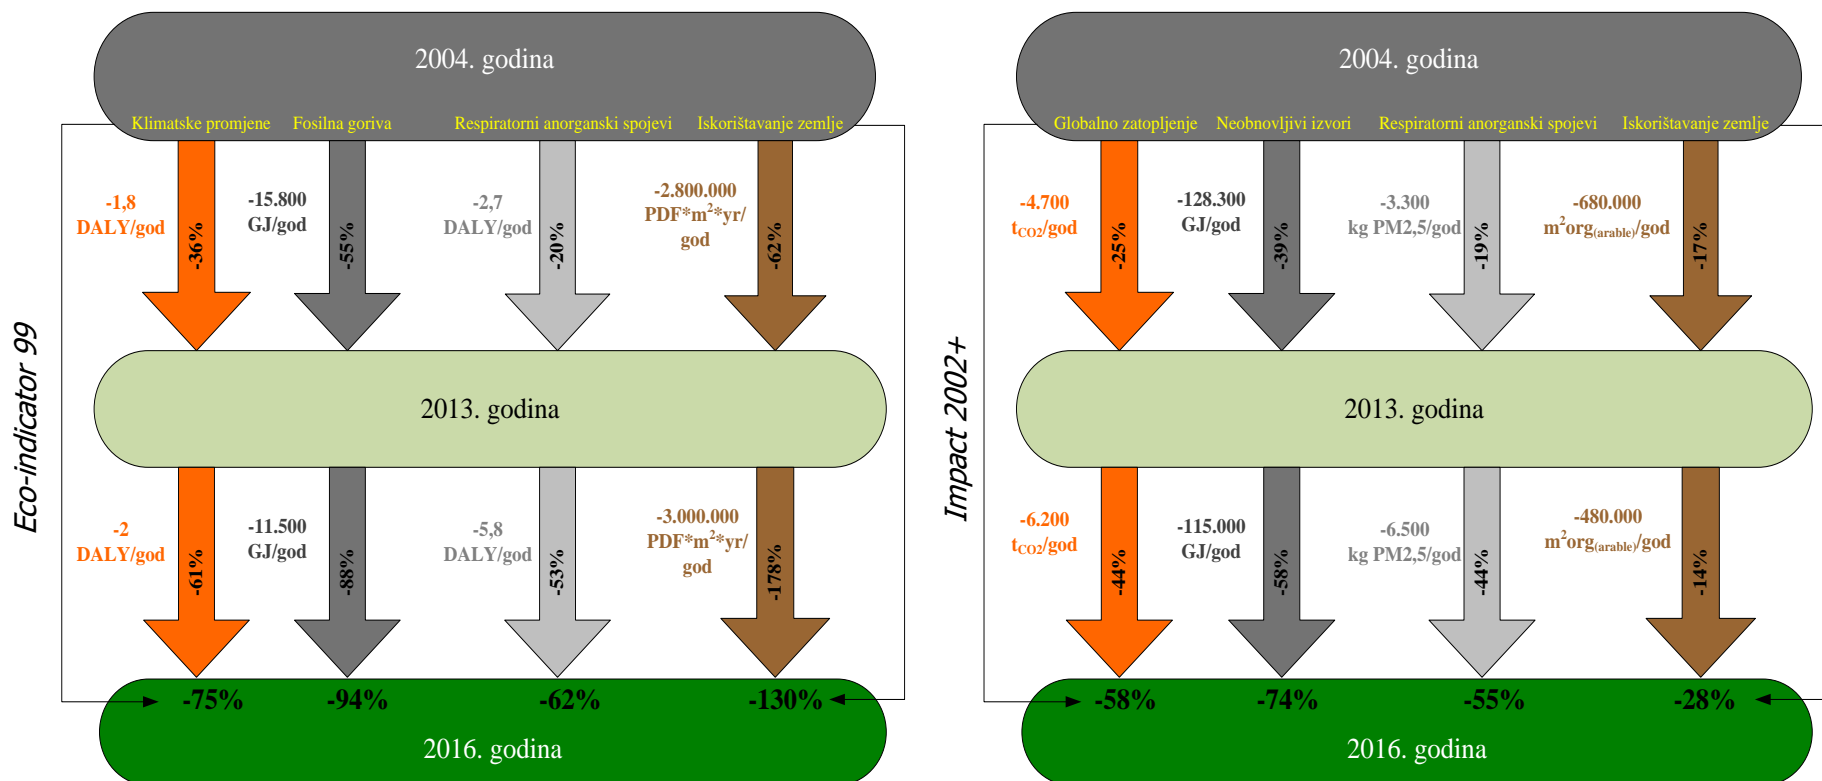 Eco-indicator 99
2004. godina
Klimatske promjene
Fosilna goriva
Respiratorni anorganski spojevi
Iskorištavanje zemlje
-1,8
DALY/god
-36%
-15.800
GJ/god
-55%
-2,7
DALY/god
-20%
-2.800.000
PDF*m²*yr/
god
-62%
2013. godina
-2
DALY/god
-61%
-11.500
GJ/god
-88%
-5,8
DALY/god
-53%
-3.000.000
PDF*m²*yr/
god
-178%
-75%
-94%
-62%
-130%
2016. godina
Impact 2002+
2004. godina
Globalno zatopljenje
Neobnovljivi izvori
Respiratorni anorganski spojevi
Iskorištavanje zemlje
-4.700
tCO2/god
-25%
-128.300
GJ/god
-39%
-3.300
kg PM2,5/god
-19%
-680.000
m²org(arable)/god
-17%
2013. godina
-6.200
tCO2/god
-44%
-115.000
GJ/god
-58%
-6.500
kg PM2,5/god
-44%
-480.000
m²org(arable)/god
-14%
-58%
-74%
-55%
-28%
2016. godina